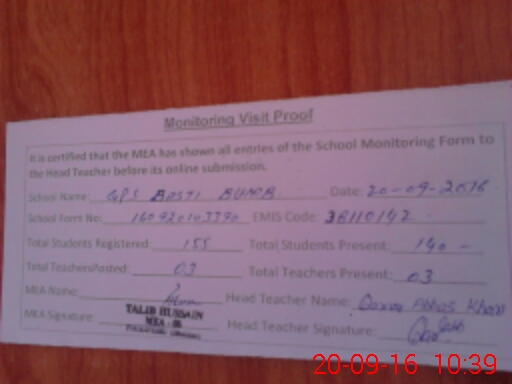 Monitoring Visit Proof
It is certified that the MEA has shown all entries of the School Monitoring Form to
the Head Teacher before its online submission.
School Name: GPS BASTI Date: 20-09-2016
School Form No: EMIS Code: 38110142
Total Students Registered: 155 Total Students Present: 140
Total TeachersPosted: 03 Total Teachers Present: 03
MEA Name: Head Teacher Name: Abbas Khan
MEA Signature: TALIB HUSSAIN Head Teacher Signature:
MEA
20-09-16 10:39